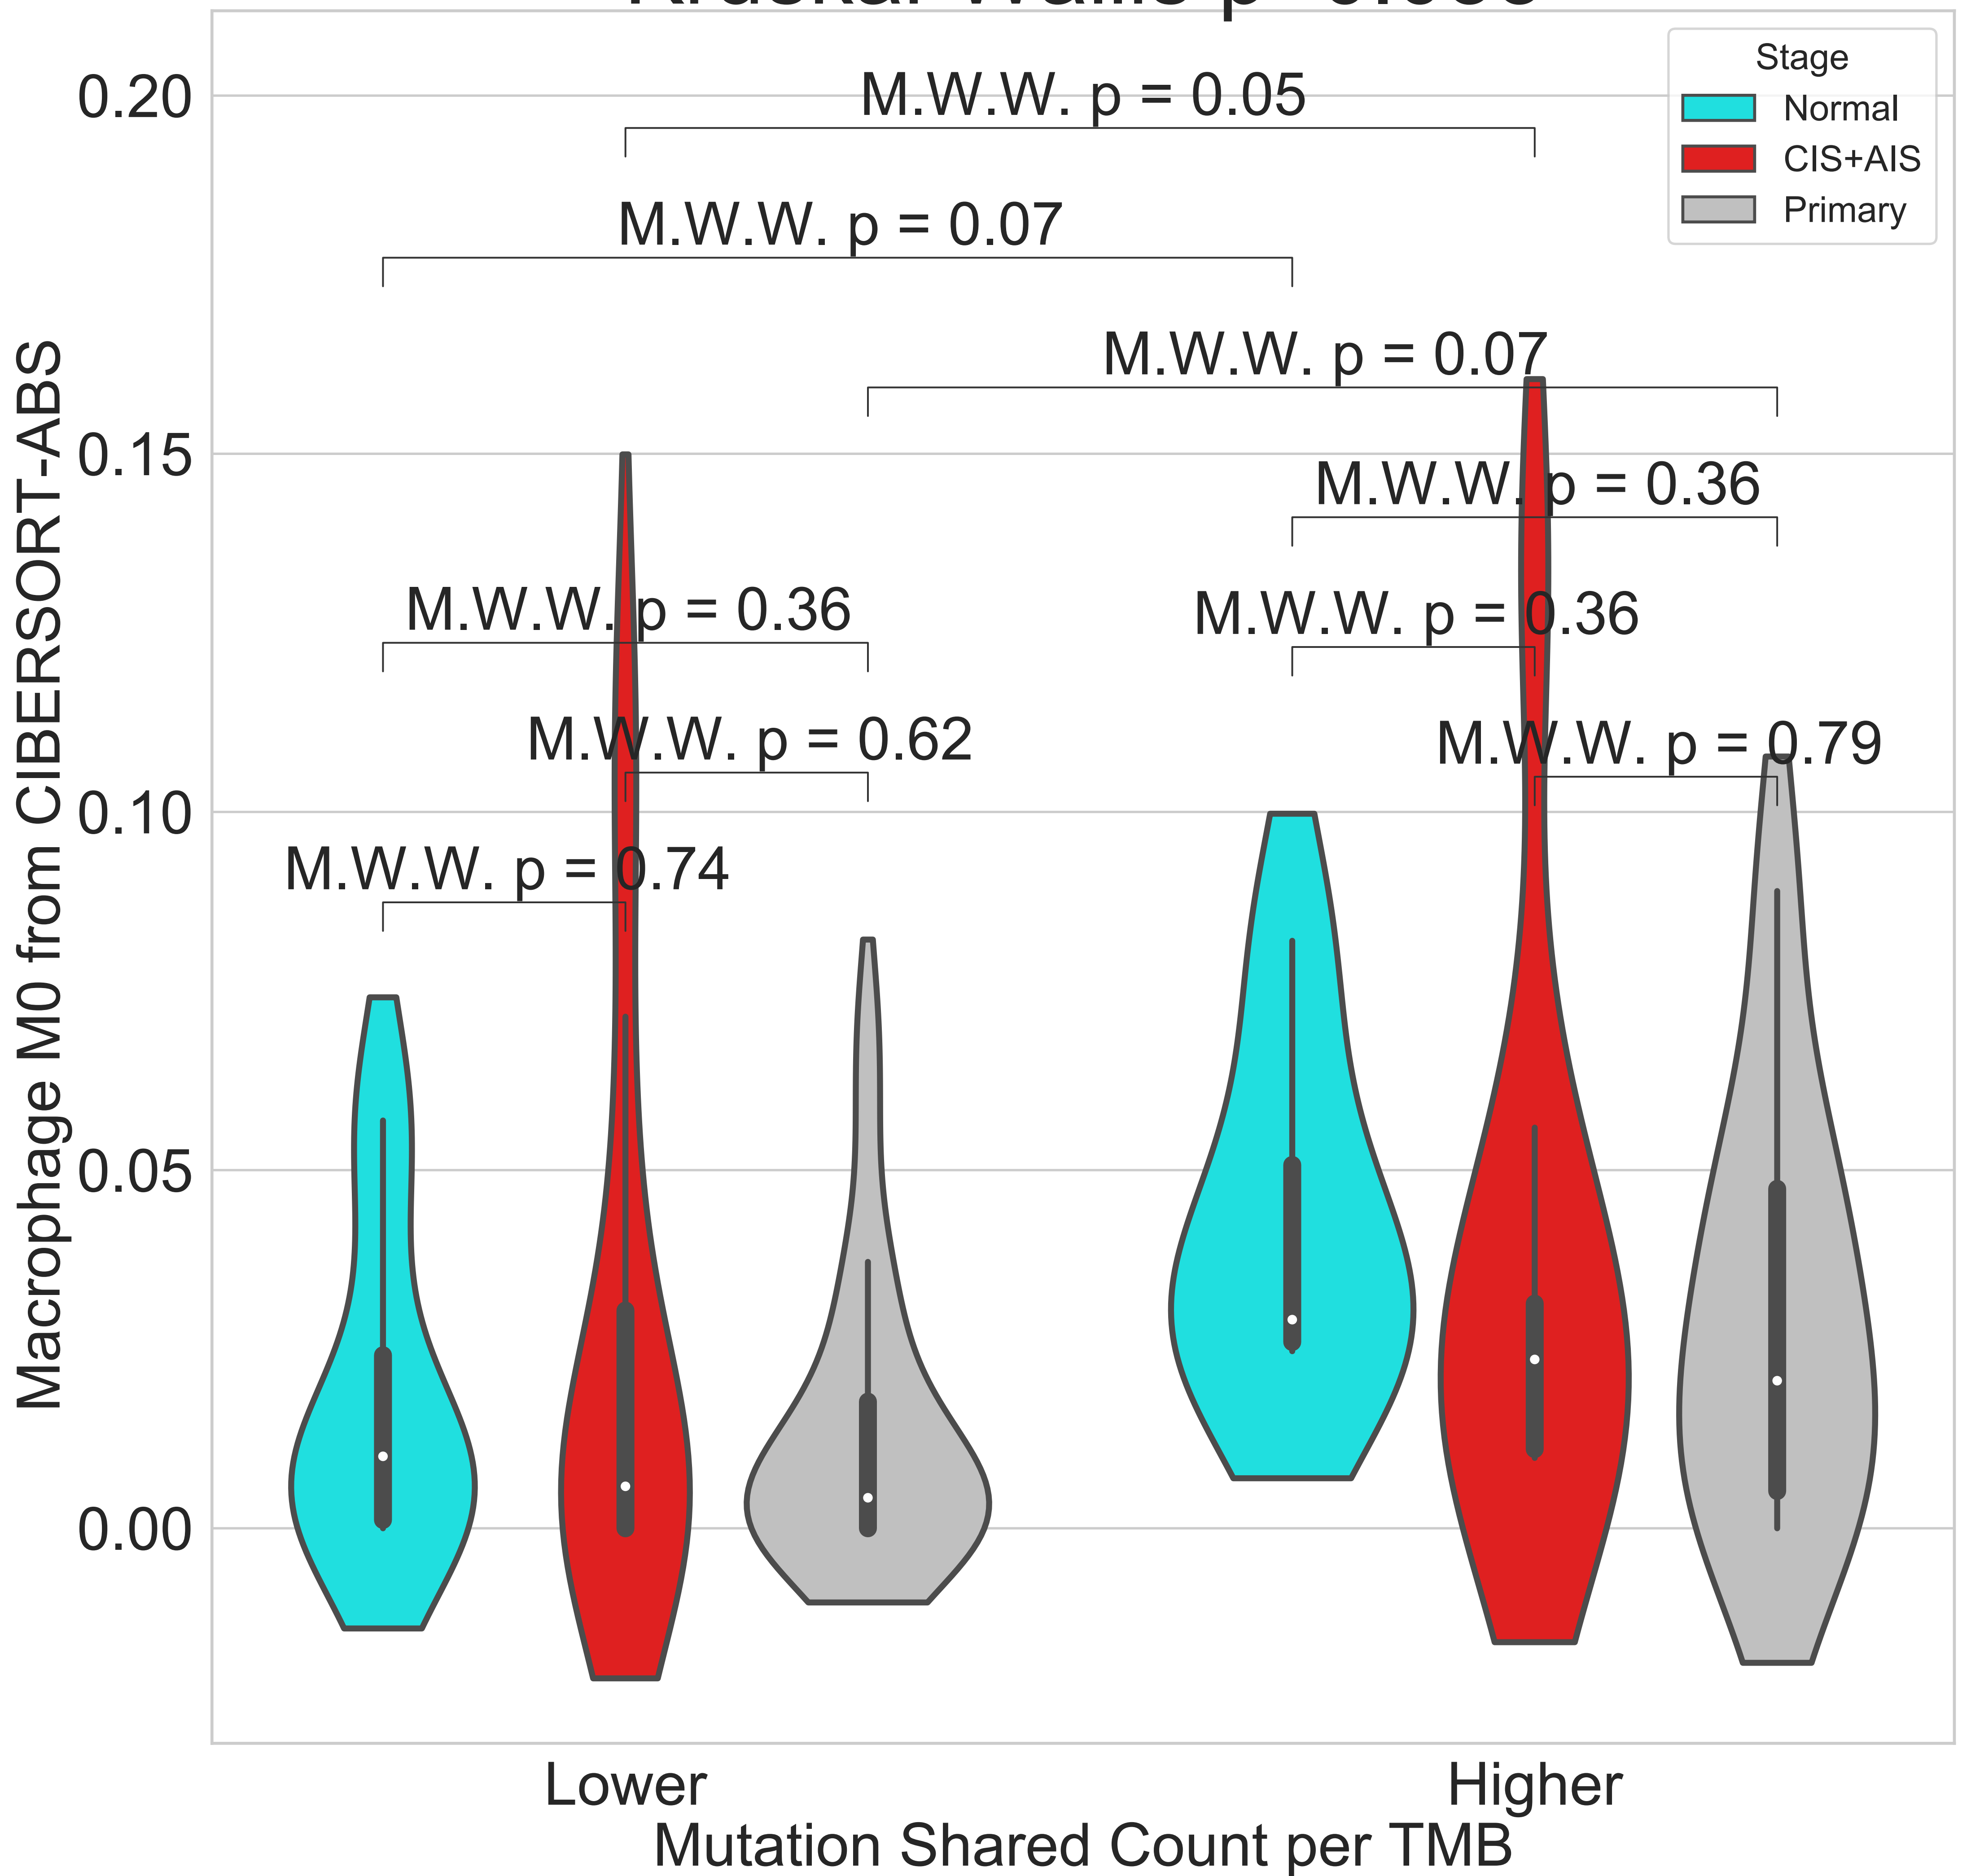 Stage
Normal
CIS+AIS
Primary
M.W.W. p = 0.05
M.W.W. p = 0.07
M.W.W. p = 0.07
M.W.W. p = 0.36
M.W.W. p = 0.36
M.W.W. p = 0.36
M.W.W. p = 0.62
M.W.W. p = 0.79
M.W.W. p = 0.74
0.20
0.15
0.10
0.05
0.00
Macrophage M0 from CIBERSORT-ABS
Lower
Higher
Mutation Shared Count per TMB